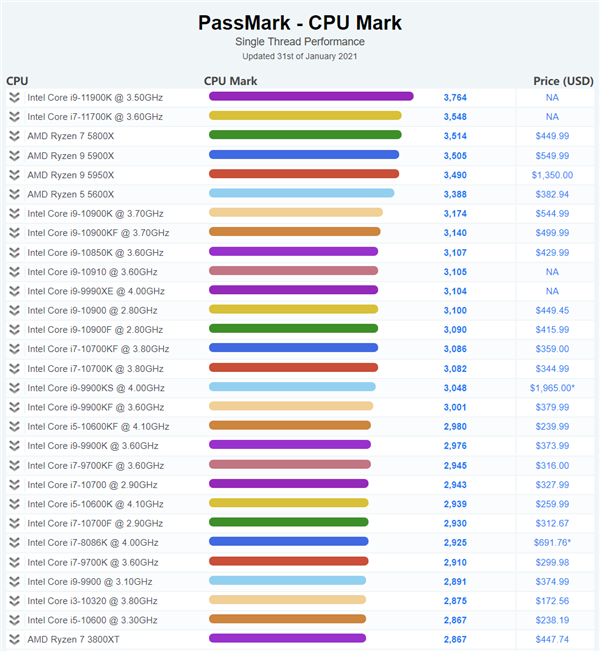 PassMark - CPU Mark
Single Thread Performance
Updated 31st of January 2021
CPU CPU Mark Price (USD)
Intel Core i9-11900K @ 3.50GHz 3,764 NA
Intel Core i7-11700K @ 3.60GHz 3,548 NA
AMD Ryzen 7 5800X 3,514 $449.99
AMD Ryzen 9 5900X 3,505 $549.99
AMD Ryzen 9 5950X 3,490 $1,350.00
AMD Ryzen 5 5600X 3,388 $382.94
Intel Core i9-10900K @ 3.70GHz 3,174 $544.99
Intel Core i9-10900KF @ 3.70GHz 3,140 $499.99
Intel Core i9-10850K @ 3.60GHz 3,107 $429.99
Intel Core i9-10910 @ 3.60GHz 3,105 NA
Intel Core i9-9990XE @ 4.00GHz 3,104 NA
Intel Core i9-10900 @ 2.80GHz 3,100 $449.45
Intel Core i9-10900F @ 2.80GHz 3,090 $415.99
Intel Core i7-10700KF @ 3.80GHz 3,086 $359.00
Intel Core i7-10700K @ 3.80GHz 3,082 $344.99
Intel Core i9-9900KS @ 4.00GHz 3,048 $1,965.00*
Intel Core i9-9900KF @ 3.60GHz 3,001 $379.99
Intel Core i5-10600KF @ 4.10GHz 2,980 $239.99
Intel Core i9-9900K @ 3.60GHz 2,976 $373.99
Intel Core i7-9700KF @ 3.60GHz 2,945 $316.00
Intel Core i7-10700 @ 2.90GHz 2,943 $327.99
Intel Core i5-10600K @ 4.10GHz 2,939 $259.99
Intel Core i7-10700F @ 2.90GHz 2,930 $312.67
Intel Core i7-8086K @ 4.00GHz 2,925 $691.76*
Intel Core i7-9700K @ 3.60GHz 2,910 $299.98
Intel Core i9-9900 @ 3.10GHz 2,891 $374.99
Intel Core i3-10320 @ 3.80GHz 2,875 $172.56
Intel Core i5-10600 @ 3.30GHz 2,867 $238.19
AMD Ryzen 7 3800XT 2,867 $447.74